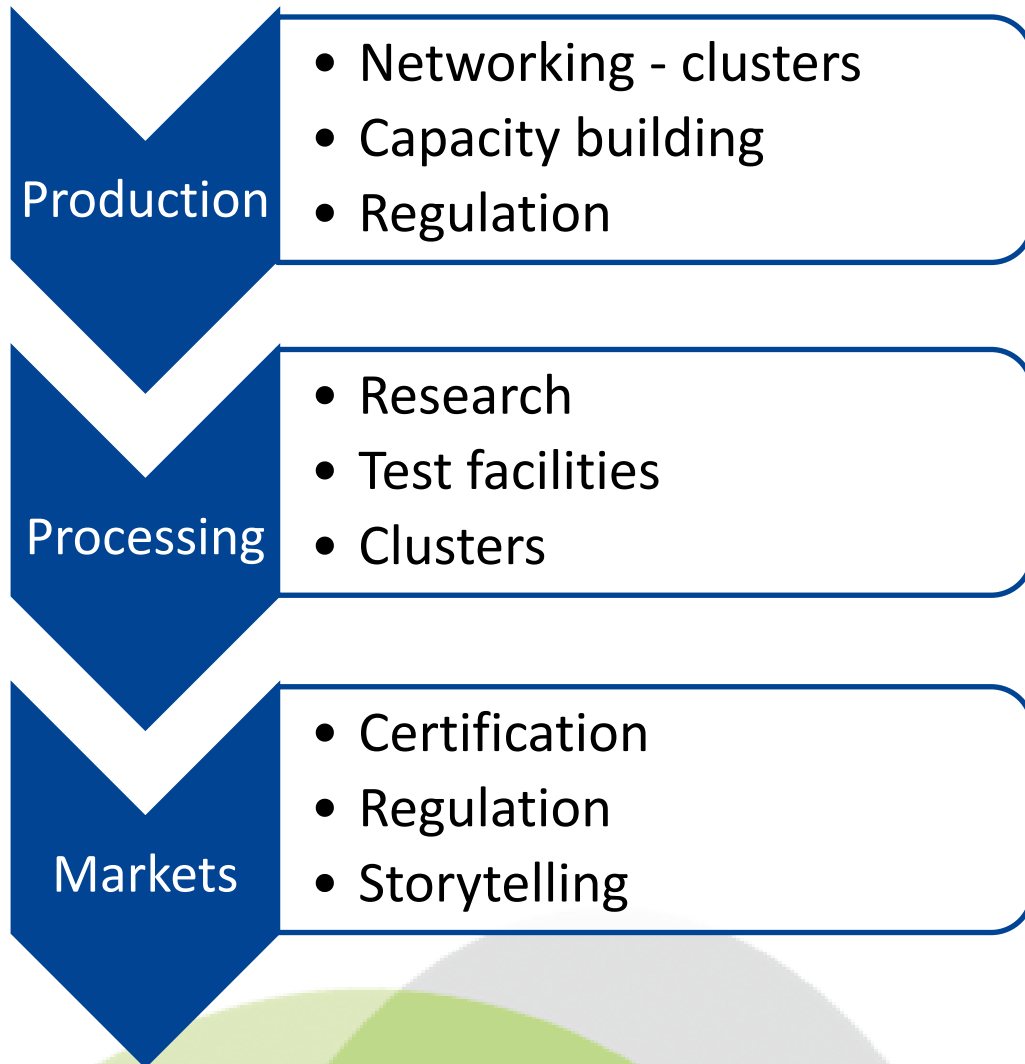 Production
• Networking - clusters
• Capacity building
• Regulation
Processing
• Research
• Test facilities
• Clusters
Markets
• Certification
• Regulation
• Storytelling